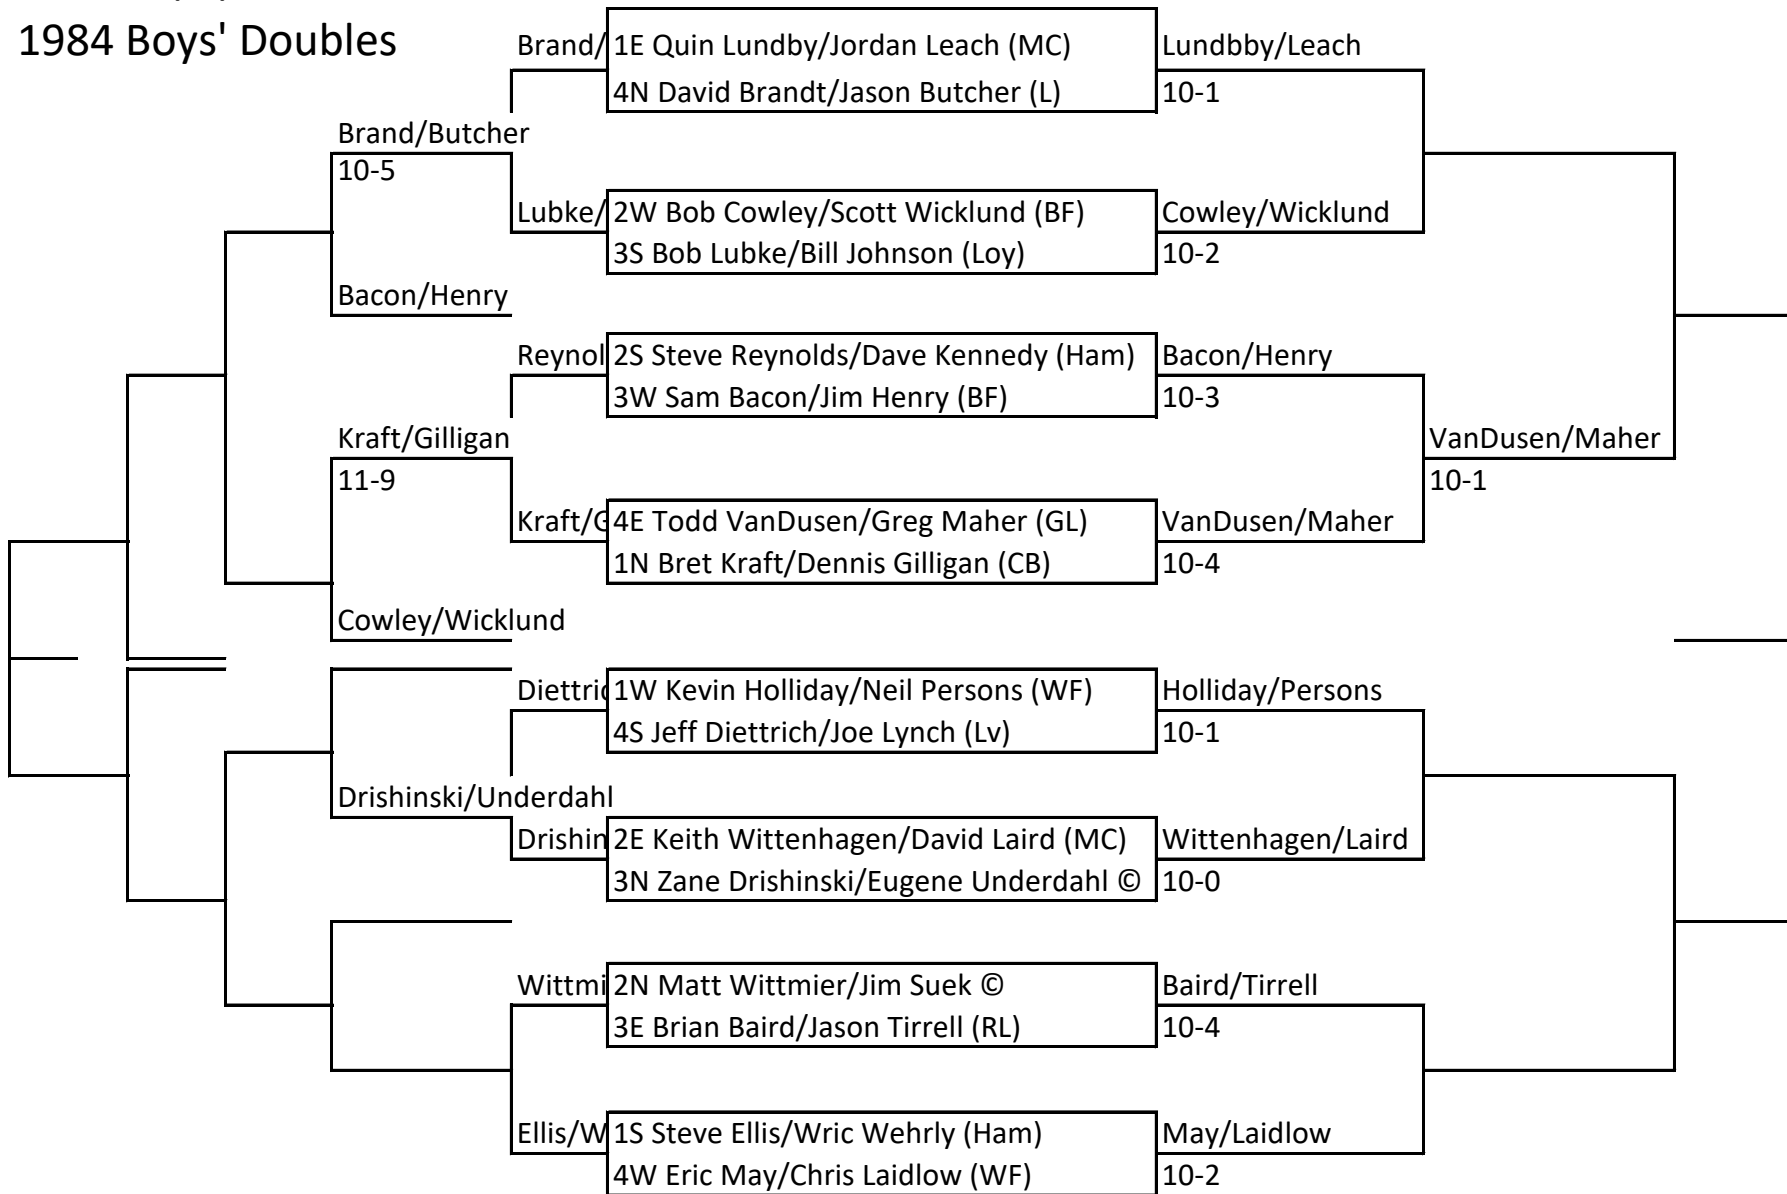 1984 Boys' Doubles
Brand/ 1E Quin Lundby/Jordan Leach (MC) Lundbby/Leach
4N David Brandt/Jason Butcher (L) 10-1
Brand/Butcher
10-5
Lubke/ 2W Bob Cowley/Scott Wicklund (BF) Cowley/Wicklund
3S Bob Lubke/Bill Johnson (Loy) 10-2
Bacon/Henry
Reynol 2S Steve Reynolds/Dave Kennedy (Ham) Bacon/Henry
3W Sam Bacon/Jim Henry (BF) 10-3
Kraft/Gilligan VanDusen/Maher
11-9 10-1
Kraft/G 4E Todd VanDusen/Greg Maher (GL) VanDusen/Maher
1N Bret Kraft/Dennis Gilligan (CB) 10-4
Cowley/Wicklund
Diettric 1W Kevin Holliday/Neil Persons (WF) Holliday/Persons
4S Jeff Diettrich/Joe Lynch (Lv) 10-1
Drishinski/Underdahl
Drishin 2E Keith Wittenhagen/David Laird (MC) Wittenhagen/Laird
3N Zane Drishinski/Eugene Underdahl © 10-0
Wittmi 2N Matt Wittmier/Jim Suek © Baird/Tirrell
3E Brian Baird/Jason Tirrell (RL) 10-4
Ellis/W 1S Steve Ellis/Wric Wehrly (Ham) May/Laidlow
4W Eric May/Chris Laidlow (WF) 10-2